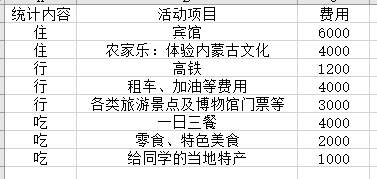 统计内容 活动项目 费用
住 宾馆 6000
住 农家乐：体验内蒙古文化 4000
行 高铁 1200
行 租车、加油等费用 4000
行 各类旅游景点及博物馆门票等 3000
吃 一日三餐 4000
吃 零食、特色美食 2000
吃 给同学的当地特产 1000